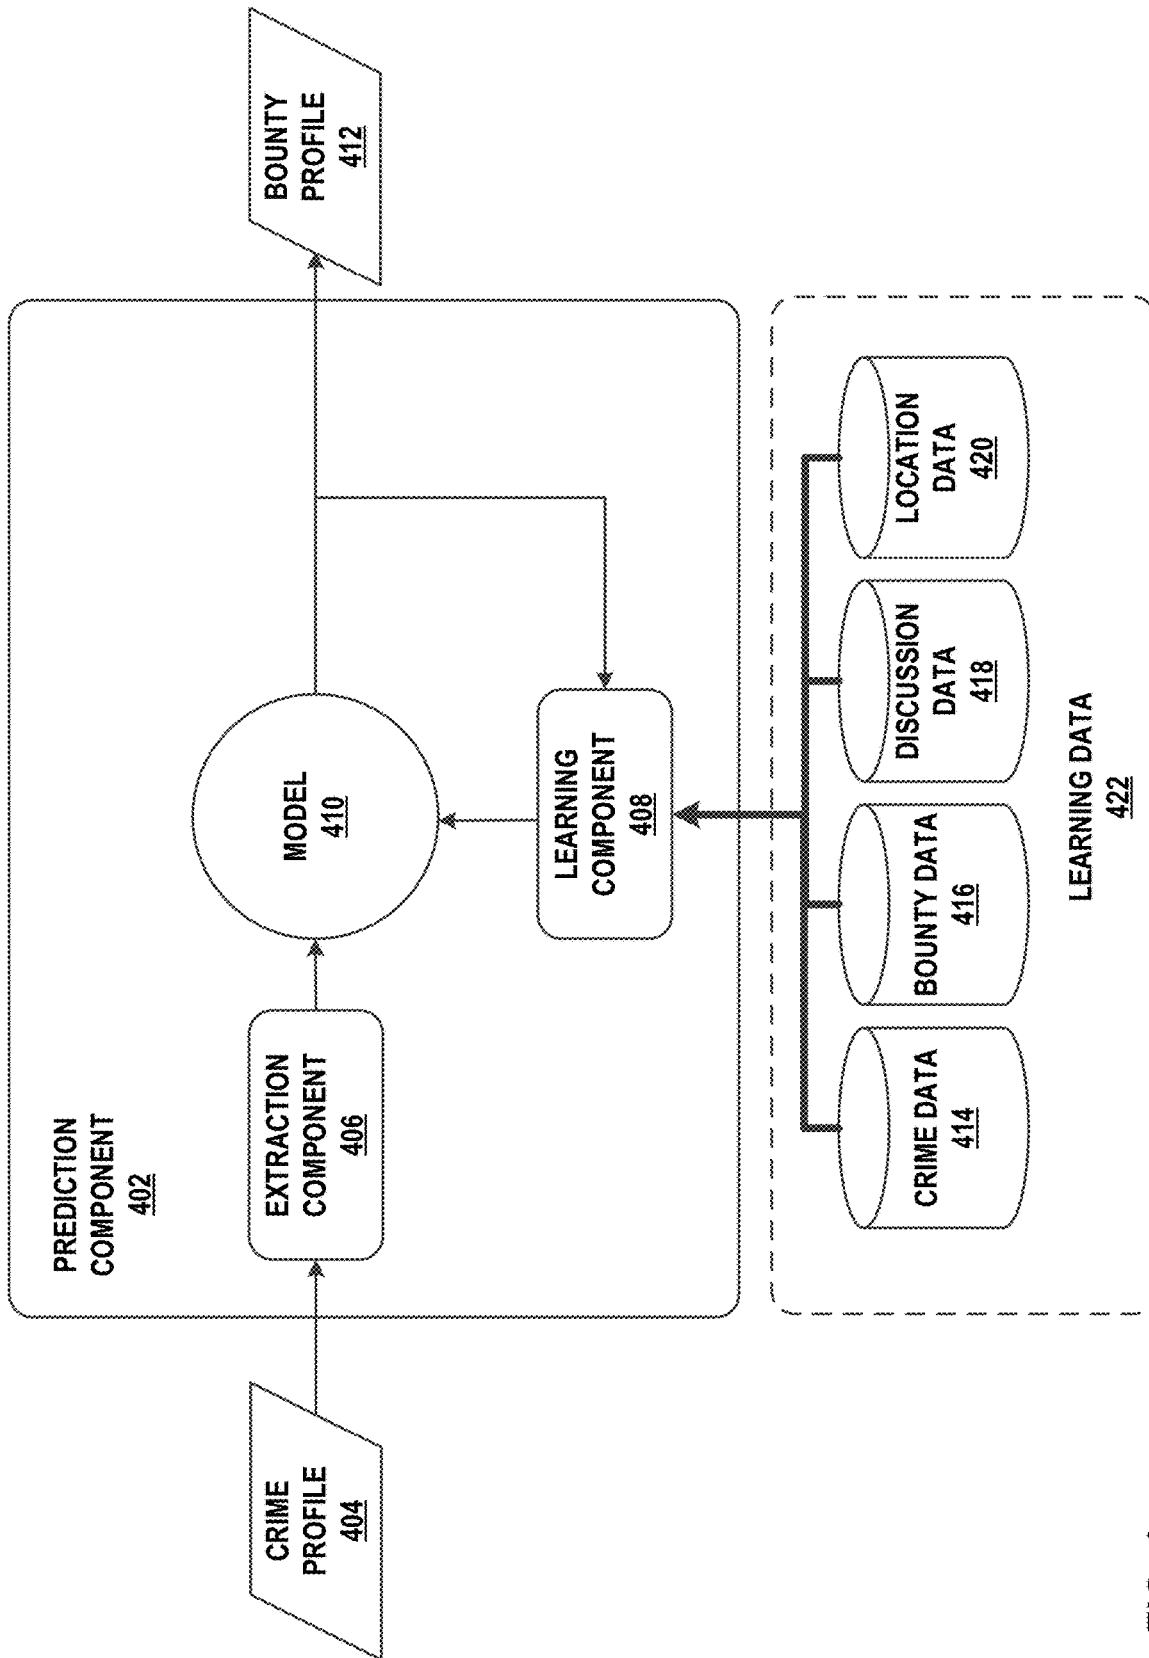 PREDICTION
COMPONENT
402
CRIME
PROFILE
404
EXTRACTION
COMPONENT
406
MODEL
410
BOUNTY
PROFILE
412
LEARNING
COMPONENT
408
CRIME DATA
414
BOUNTY DATA
416
DISCUSSION
DATA
418
LOCATION
DATA
420
LEARNING DATA
422